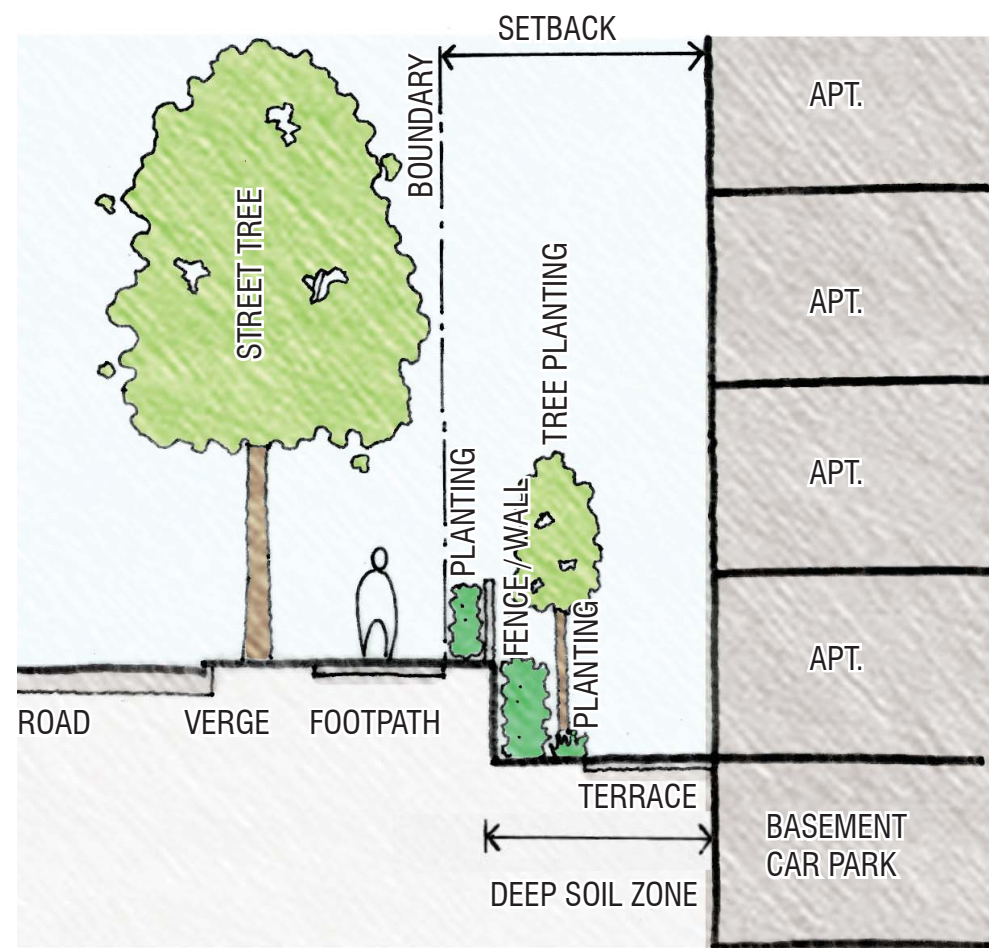 SETBACK
BOUNDARY
APT.
STREET TREE
TREE PLANTING
APT.
PLANTING
FENCE/WALL
APT.
PLANTING
APT.
ROAD
VERGE
FOOTPATH
TERRACE
BASEMENT
CAR PARK
DEEP SOIL ZONE